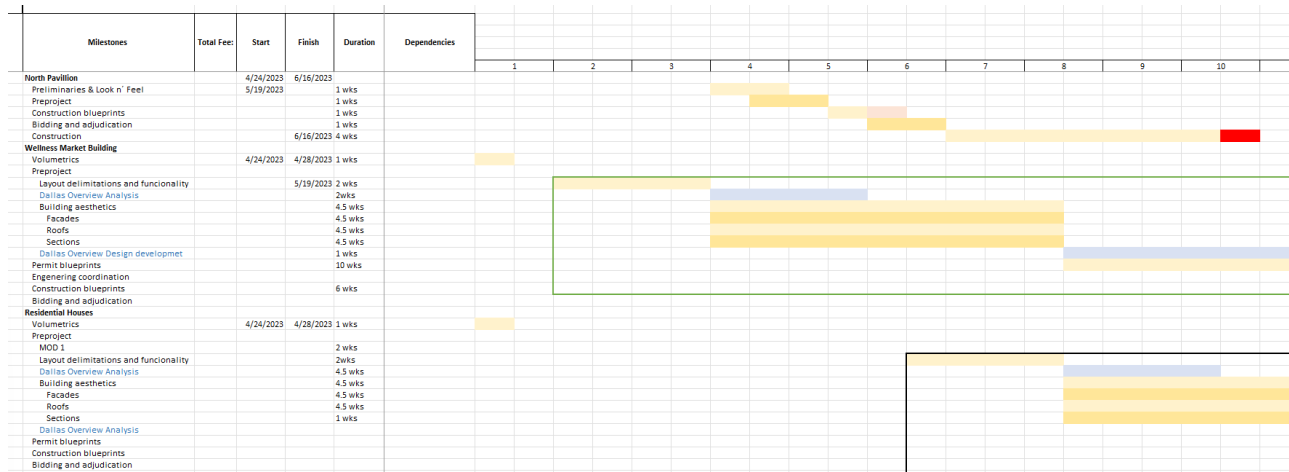 Milestones Total Fee: Start Finish Duration Dependencies
1 2 3 4 5 6 7 8 9 10
North Pavillion 4/24/2023 6/16/2023
Preliminaries & Look n´ Feel 5/19/2023 1 wks
Preproject 1 wks
Construction blueprints 1 wks
Bidding and adjudication 1 wks
Construction 6/16/2023 4 wks
Wellness Market Building
Volumetrics 4/24/2023 4/28/2023 1 wks
Preproject
Layout delimitations and funcionality 5/19/2023 2 wks
Dallas Overview Analysis 2wks
Building aesthetics 4.5 wks
Facades 4.5 wks
Roofs 4.5 wks
Sections 4.5 wks
Dallas Overview Design developmet 1 wks
Permit blueprints 10 wks
Engenering coordination
Construction blueprints 6 wks
Bidding and adjudication
Residential Houses
Volumetrics 4/24/2023 4/28/2023 1 wks
Preproject
MOD 1 2 wks
Layout delimitations and funcionality 2wks
Dallas Overview Analysis 4.5 wks
Building aesthetics 4.5 wks
Facades 4.5 wks
Roofs 4.5 wks
Sections 1 wks
Dallas Overview Analysis
Permit blueprints
Construction blueprints
Bidding and adjudication